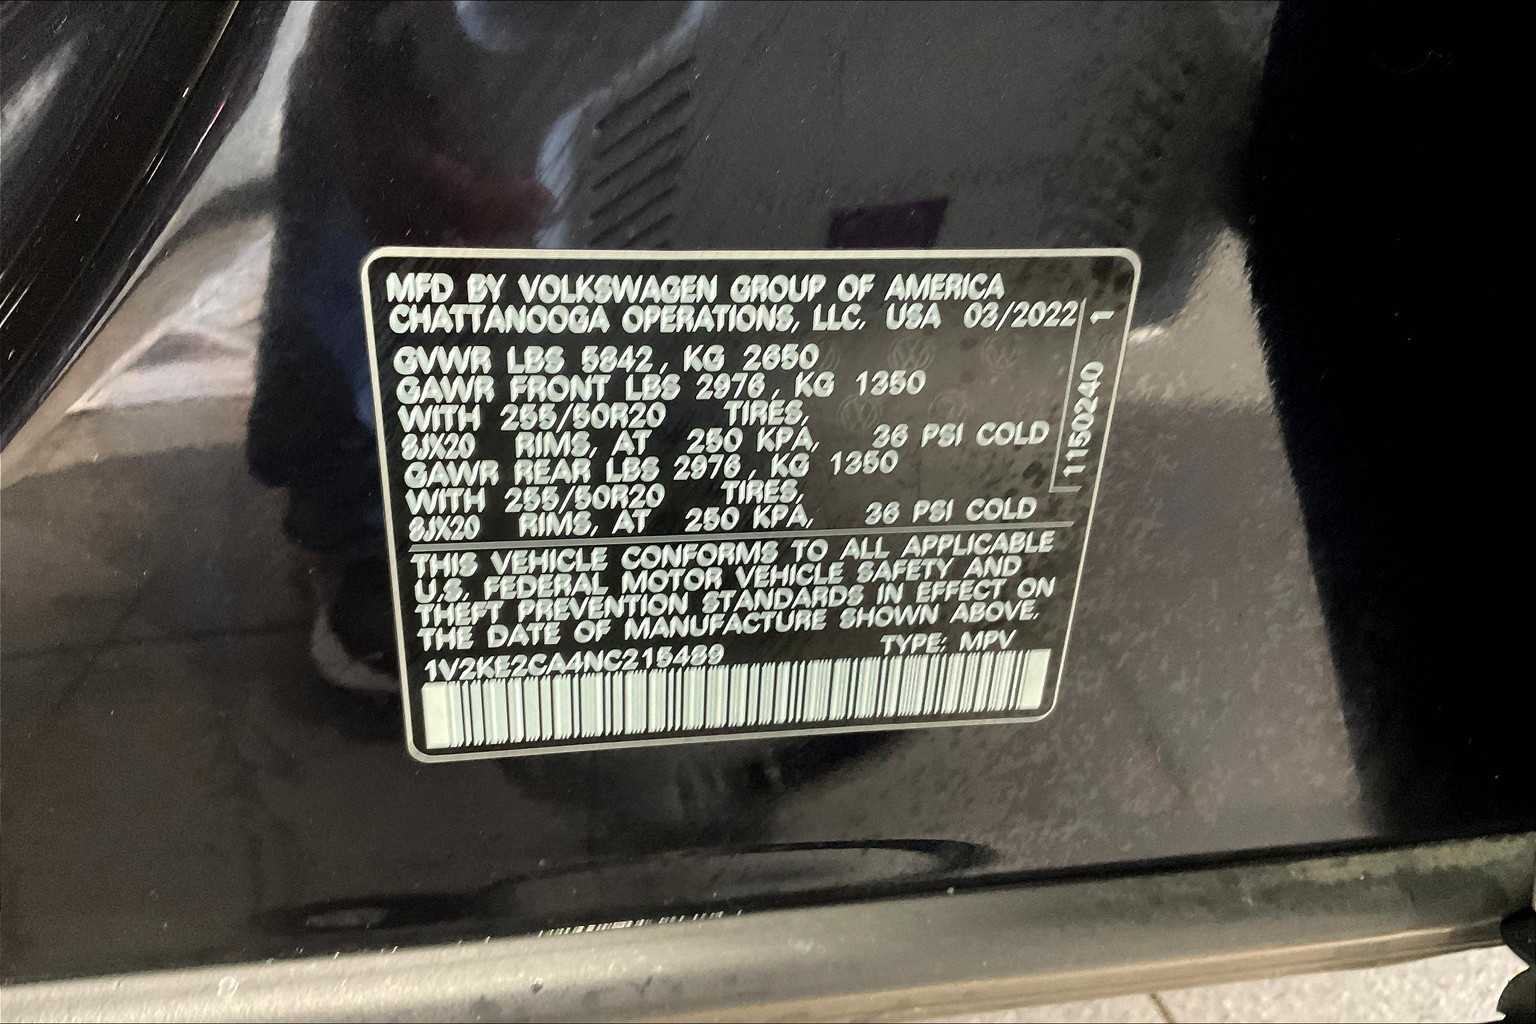 MFD BY VOLKSWAGEN GROUP OF AMERICA
CHATTANOOGA OPERATIONS, LLC, USA 03/2022
GVWR LBS 5842, KG 2650
GAWR FRONT LBS 2976, KG 1350
WITH 255/50R20 TIRES,
8JX20 RIMS, AT 250 KPA, 36 PSI COLD
GAWR REAR LBS 2976, KG 1350
WITH 255/50R20 TIRES,
8JX20 RIMS, AT 250 KPA, 36 PSI COLD
1150240 1
THIS VEHICLE CONFORMS TO ALL APPLICABLE
U.S. FEDERAL MOTOR VEHICLE SAFETY AND
THEFT PREVENTION STANDARDS IN EFFECT ON
THE DATE OF MANUFACTURE SHOWN ABOVE.
1V2KE2CA4NC215489 TYPE: MPV